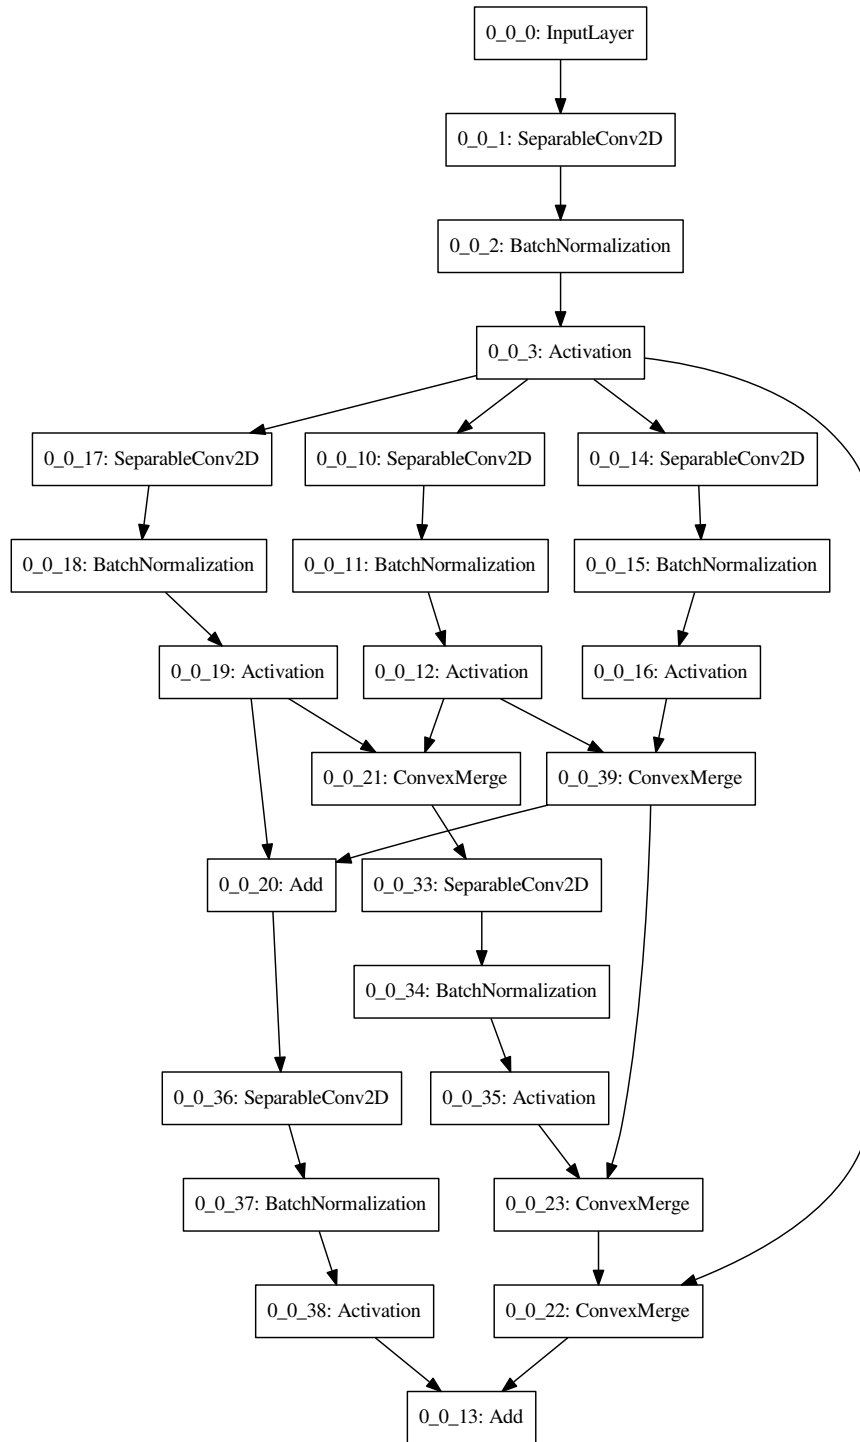 0_0_0: InputLayer
0_0_1: SeparableConv2D
0_0_2: BatchNormalization
0_0_3: Activation
0_0_17: SeparableConv2D
0_0_10: SeparableConv2D
0_0_14: SeparableConv2D
0_0_18: BatchNormalization
0_0_11: BatchNormalization
0_0_15: BatchNormalization
0_0_19: Activation
0_0_12: Activation
0_0_16: Activation
0_0_21: ConvexMerge
0_0_39: ConvexMerge
0_0_20: Add
0_0_33: SeparableConv2D
0_0_34: BatchNormalization
0_0_36: SeparableConv2D
0_0_35: Activation
0_0_37: BatchNormalization
0_0_23: ConvexMerge
0_0_38: Activation
0_0_22: ConvexMerge
0_0_13: Add